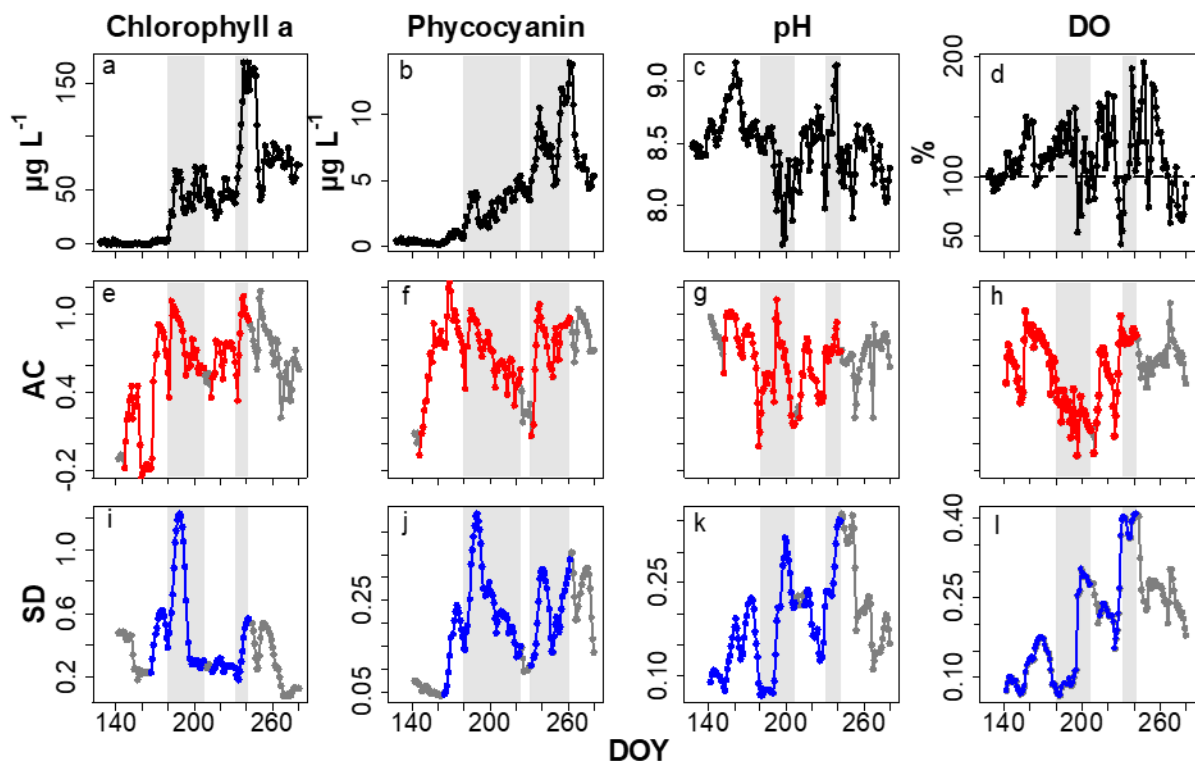 Chlorophyll a Phycocyanin pH DO
a b c d
µg L⁻¹ 0 50 150
µg L⁻¹ 0 5 10
8.0 8.5 9.0
% 50 100 200
e f g h
AC -0.2 0.4 1.0
i j k l
SD 0.2 0.6 1.0
0.05 0.25
0.10 0.25
0.10 0.25 0.40
140 200 260 140 200 260 140 200 260 140 200 260
DOY